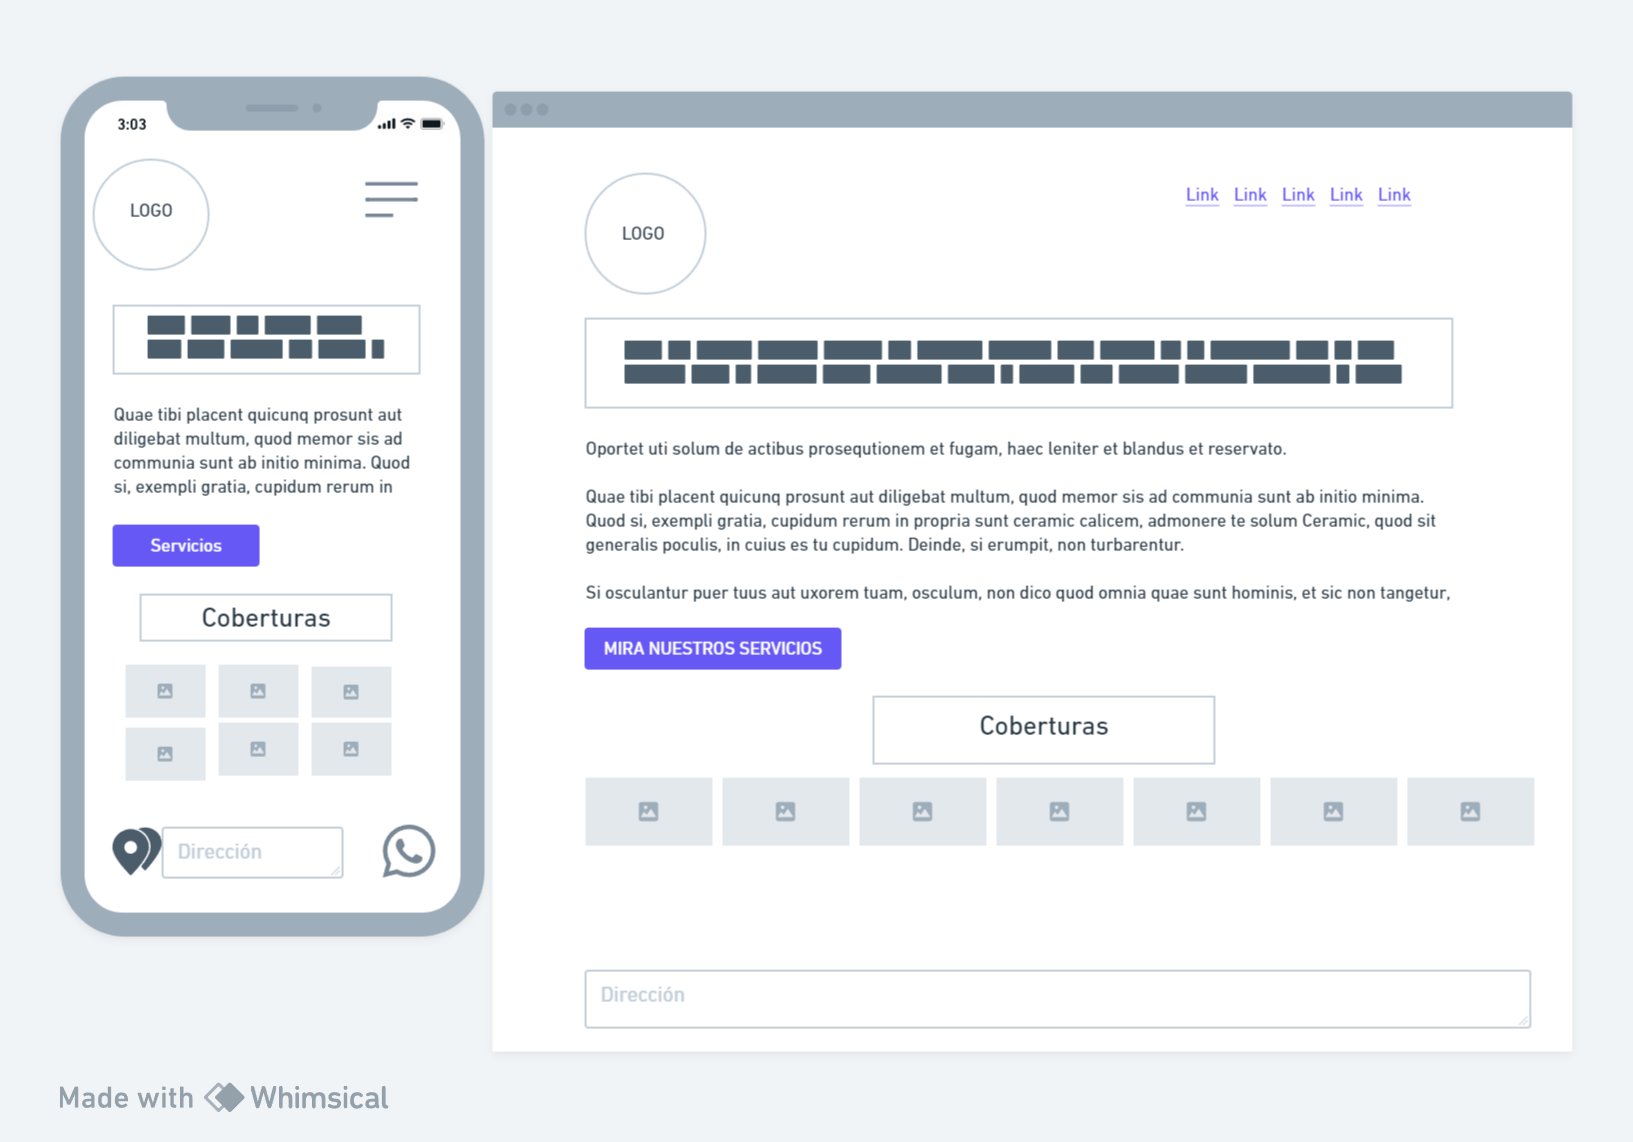 3:03
LOGO
Quae tibi placent quicunq prosunt aut
diligebat multum, quod memor sis ad
communia sunt ab initio minima. Quod
si, exempli gratia, cupidum rerum in
Servicios
Coberturas
Dirección
LOGO
Link Link Link Link Link
Oportet uti solum de actibus prosequtionem et fugam, haec leniter et blandus et reservato.
Quae tibi placent quicunq prosunt aut diligebat multum, quod memor sis ad communia sunt ab initio minima.
Quod si, exempli gratia, cupidum rerum in propria sunt ceramic calicem, admonere te solum Ceramic, quod sit
generalis poculis, in cuius es tu cupidum. Deinde, si erumpit, non turbarentur.
Si osculantur puer tuus aut uxorem tuam, osculum, non dico quod omnia quae sunt hominis, et sic non tangetur,
MIRA NUESTROS SERVICIOS
Coberturas
Dirección
Made with Whimsical